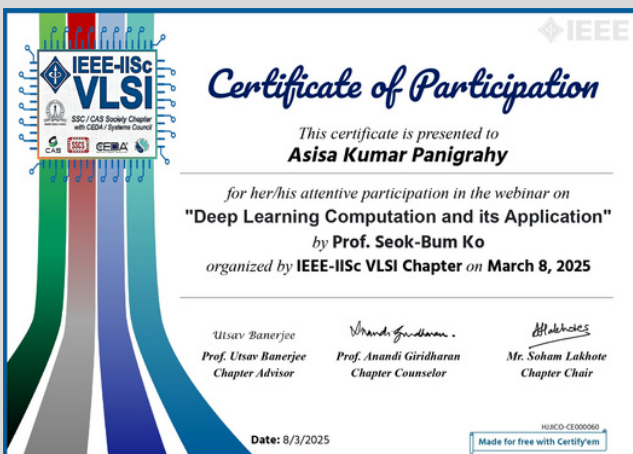 IEEE
IEEE-IISc
VLSI
SSC / CAS Society Chapter
with CEDA / Systems Council
CAS
SSCS
CEDA
Certificate of Participation
This certificate is presented to
Asisa Kumar Panigrahy
for her/his attentive participation in the webinar on
"Deep Learning Computation and its Application"
by Prof. Seok-Bum Ko
organized by IEEE-IISc VLSI Chapter on March 8, 2025
Utsav Banerjee
Prof. Utsav Banerjee
Chapter Advisor
Anandi Giridharan.
Prof. Anandi Giridharan
Chapter Counselor
Mr. Soham Lakhote
Chapter Chair
Date: 8/3/2025
HJJICO-CE000060
Made for free with Certify'em